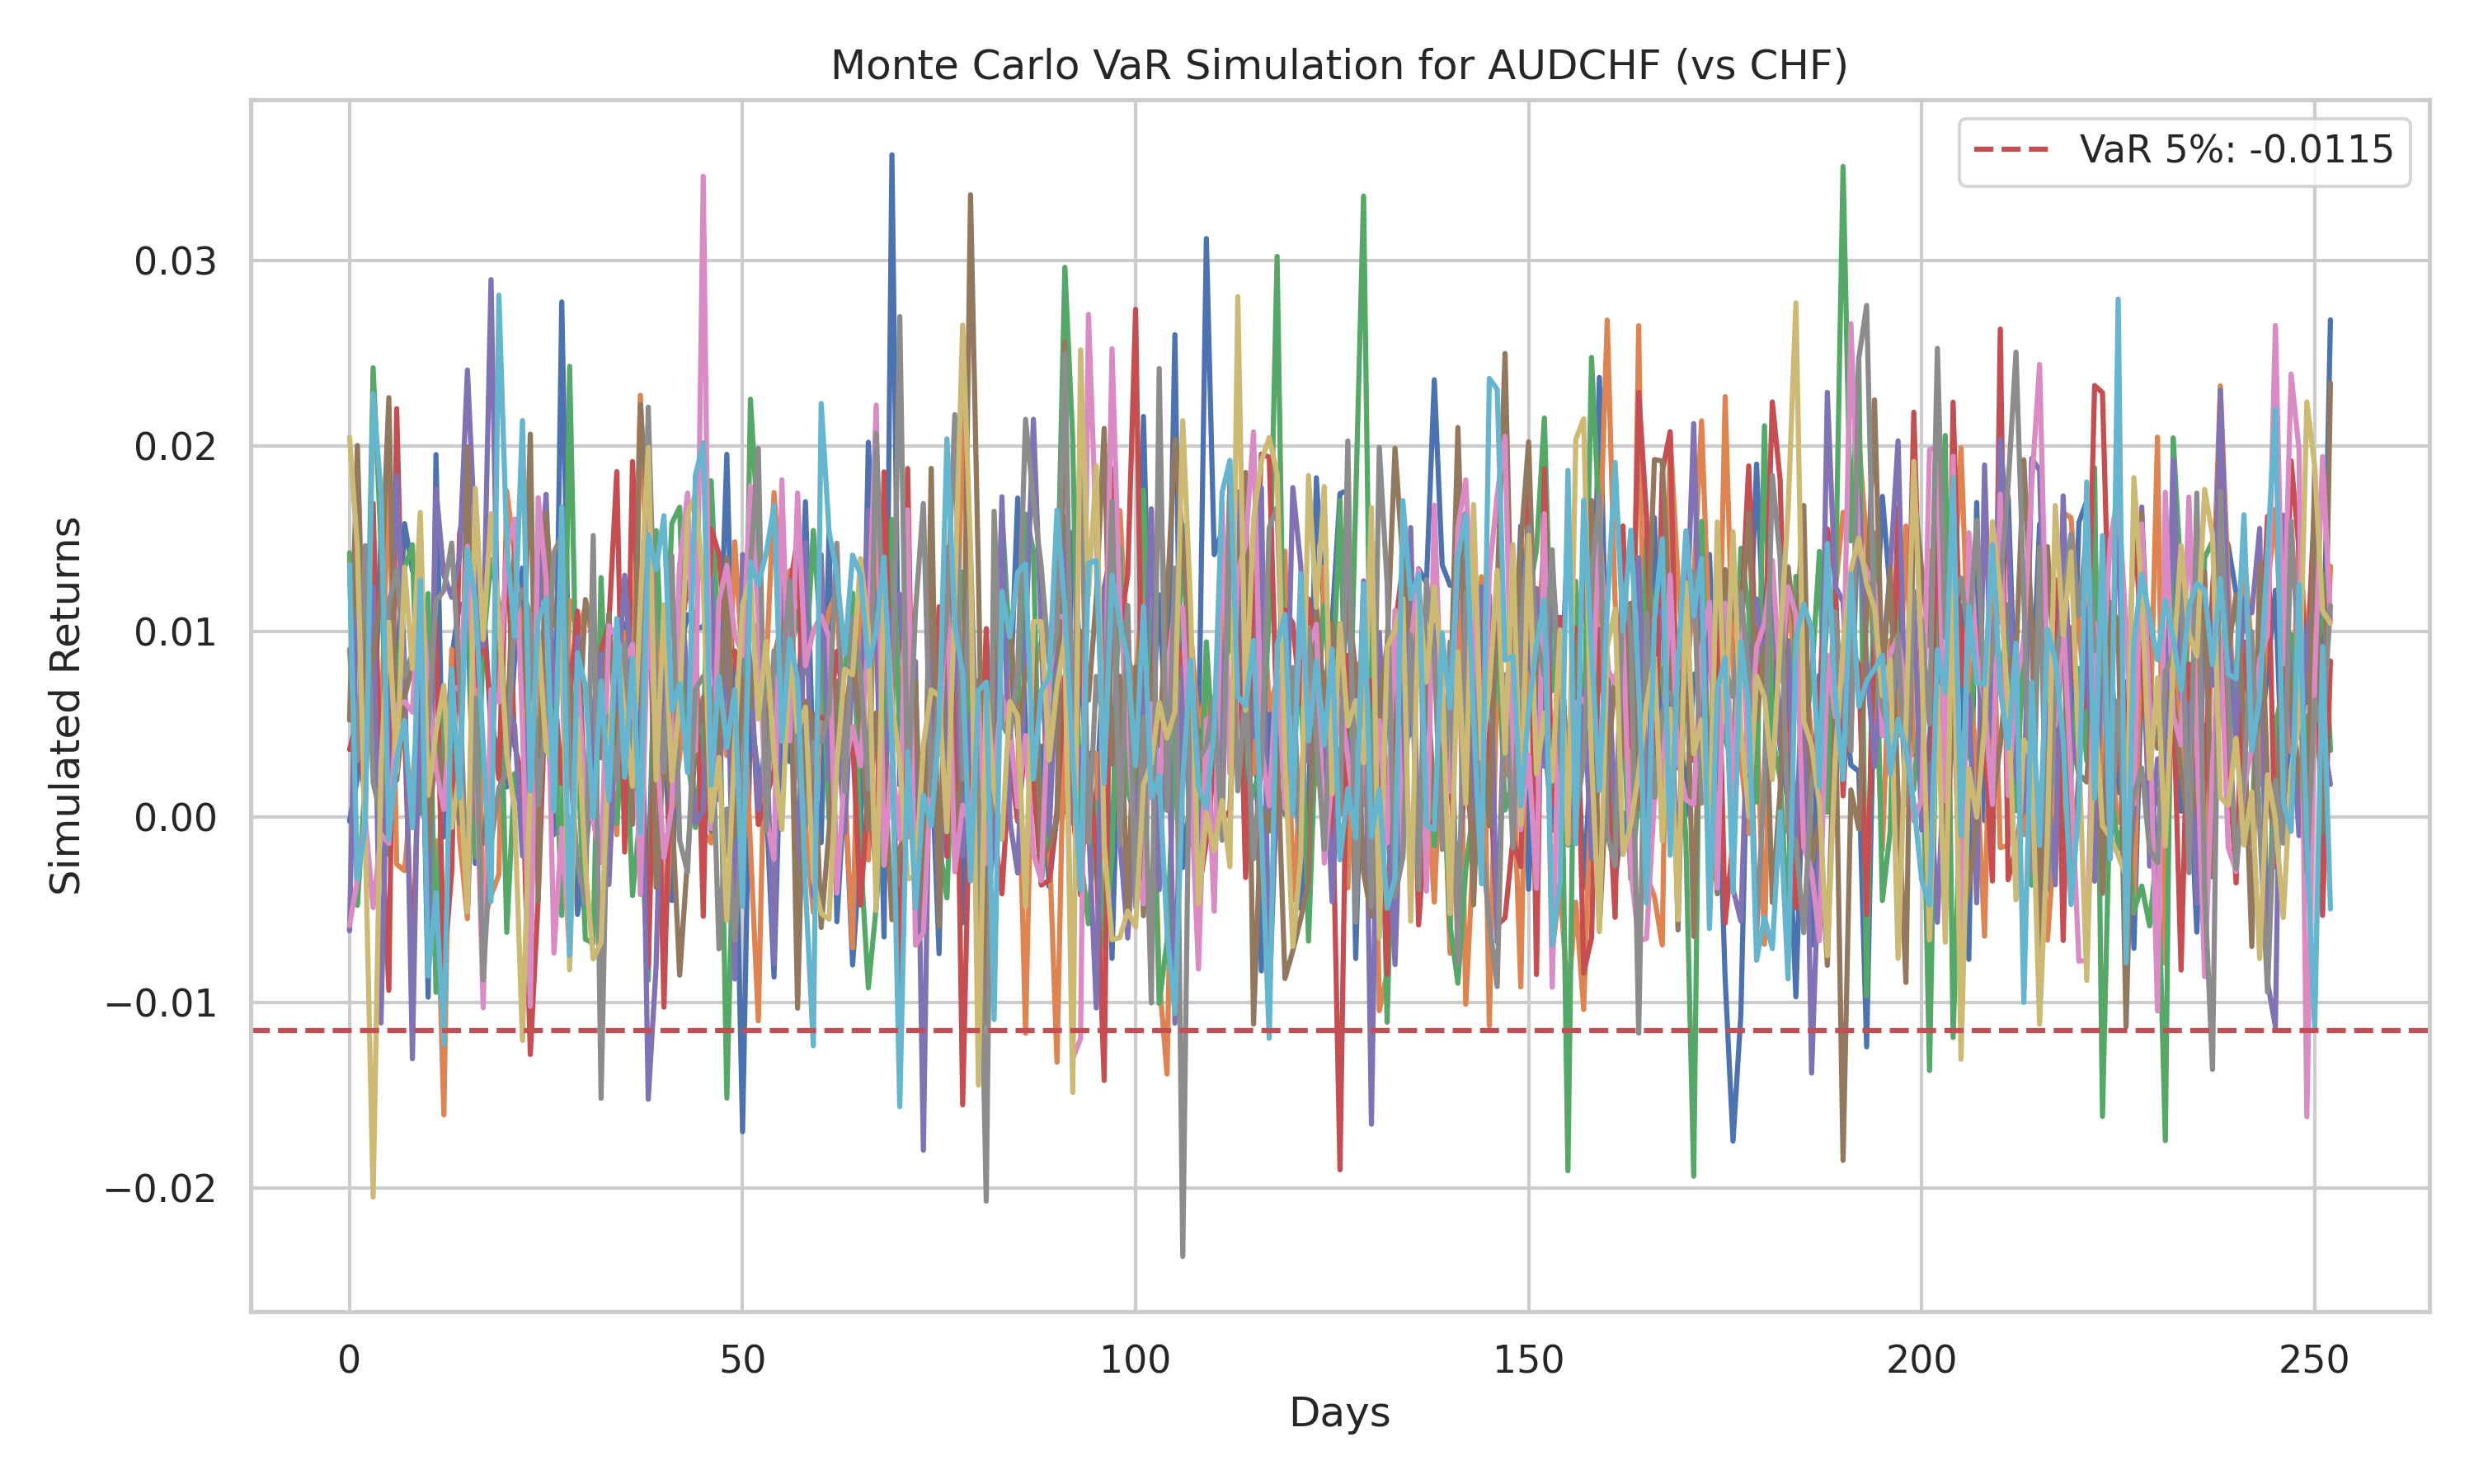 Monte Carlo VaR Simulation for AUDCHF (vs CHF)
VaR 5%: -0.0115
Simulated Returns
0.03
0.02
0.01
0.00
−0.01
−0.02
0 50 100 150 200 250
Days